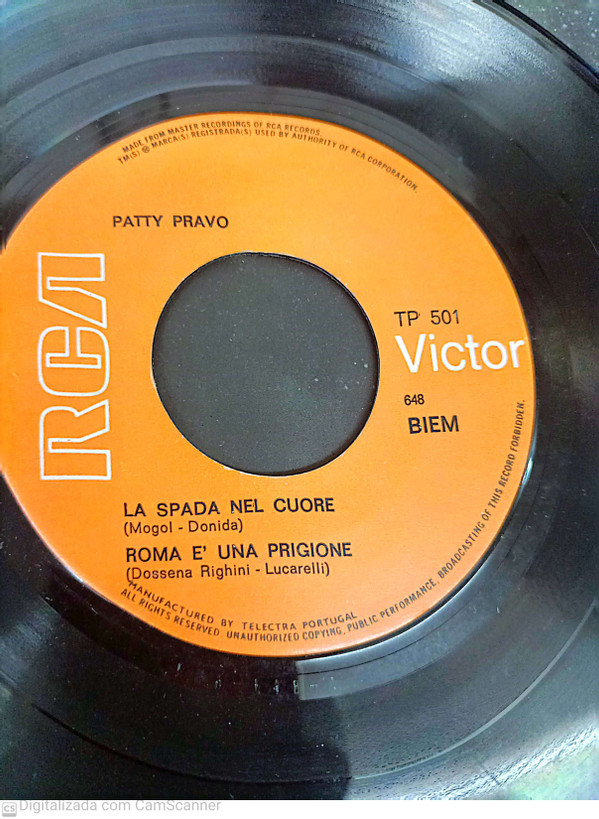 MADE FROM MASTER RECORDINGS OF RCA RECORDS.
TM(S) ® MARCA(S) REGISTRADA(S) USED BY AUTHORITY OF RCA CORPORATION.
PATTY PRAVO
RCA
TP 501
Victor
648
BIEM
LA SPADA NEL CUORE
(Mogol - Donida)
ROMA E' UNA PRIGIONE
(Dossena Righini - Lucarelli)
MANUFACTURED BY TELECTRA PORTUGAL
ALL RIGHTS RESERVED. UNAUTHORIZED COPYING, PUBLIC PERFORMANCE, BROADCASTING OF THIS RECORD FORBIDDEN.
CS Digitalizada com CamScanner